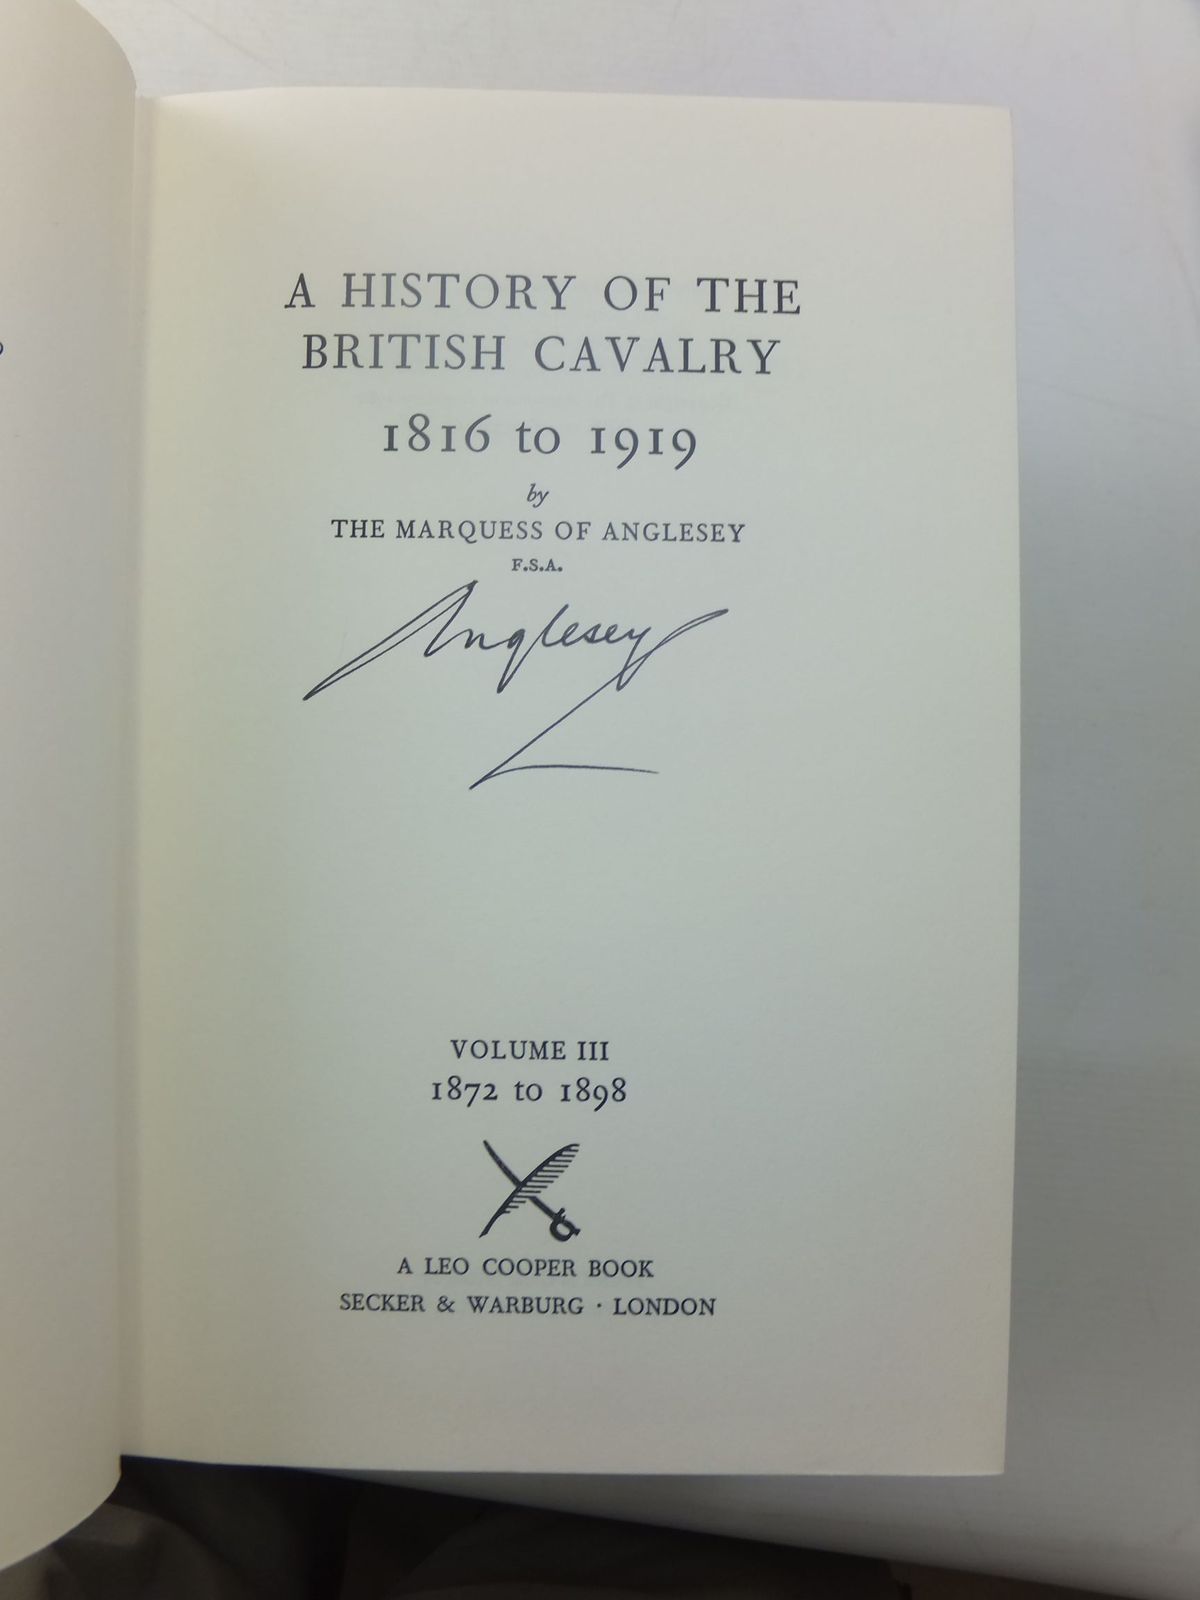 A HISTORY OF THE
BRITISH CAVALRY
1816 to 1919
by
THE MARQUESS OF ANGLESEY
F.S.A.
Anglesey
VOLUME III
1872 to 1898
A LEO COOPER BOOK
SECKER & WARBURG · LONDON